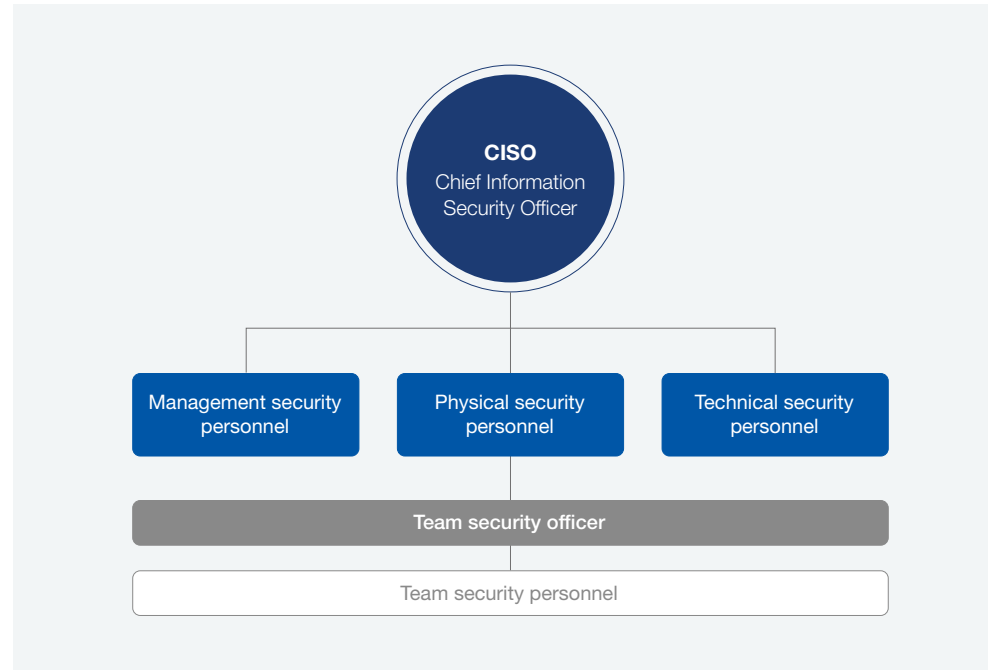 CISO
Chief Information
Security Officer
Management security
personnel
Physical security
personnel
Technical security
personnel
Team security officer
Team security personnel